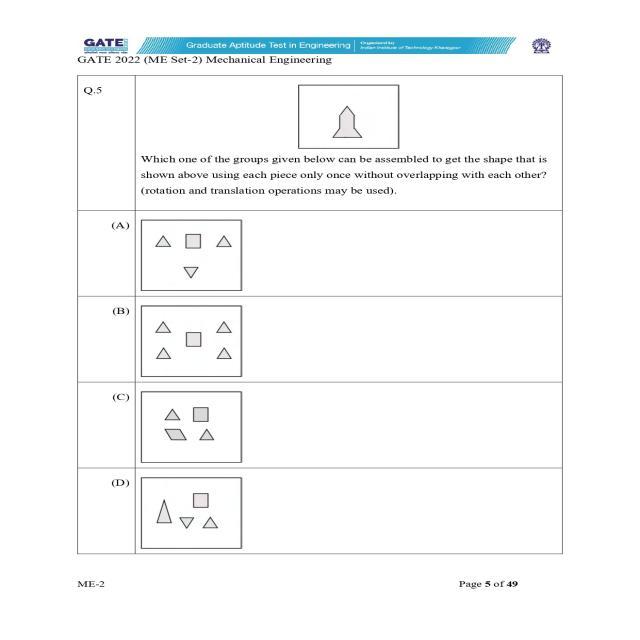 GATE
Graduate Aptitude Test in Engineering
Organized by
Indian Institute of Technology Kharagpur
GATE 2022 (ME Set-2) Mechanical Engineering
Q.5
Which one of the groups given below can be assembled to get the shape that is
shown above using each piece only once without overlapping with each other?
(rotation and translation operations may be used).
(A)
(B)
(C)
(D)
ME-2
Page 5 of 49